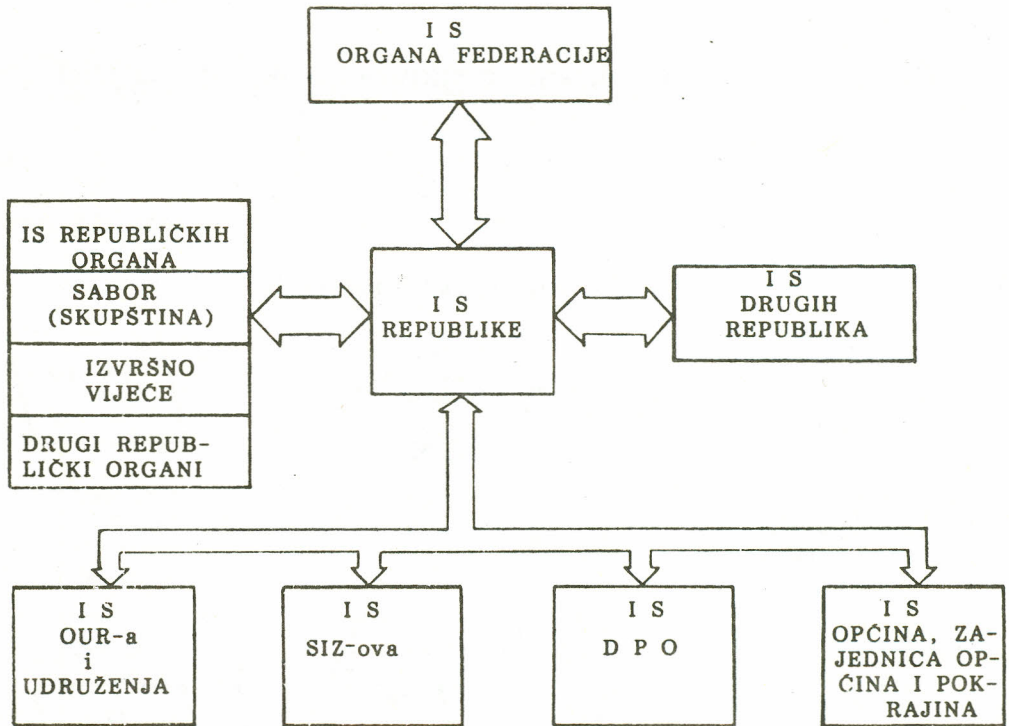 I S
ORGANA FEDERACIJE
IS REPUBLIČKIH
ORGANA
SABOR
(SKUPŠTINA)
IZVRŠNO
VIJEĆE
DRUGI REPUB-
LIČKI ORGANI
I S
REPUBLIKE
I S
DRUGIH
REPUBLIKA
I S
OUR-a
i
UDRUŽENJA
I S
SIZ-ova
I S
D P O
I S
OPĆINA, ZA-
JEDNICA OP-
ĆINA I POK-
RAJINA